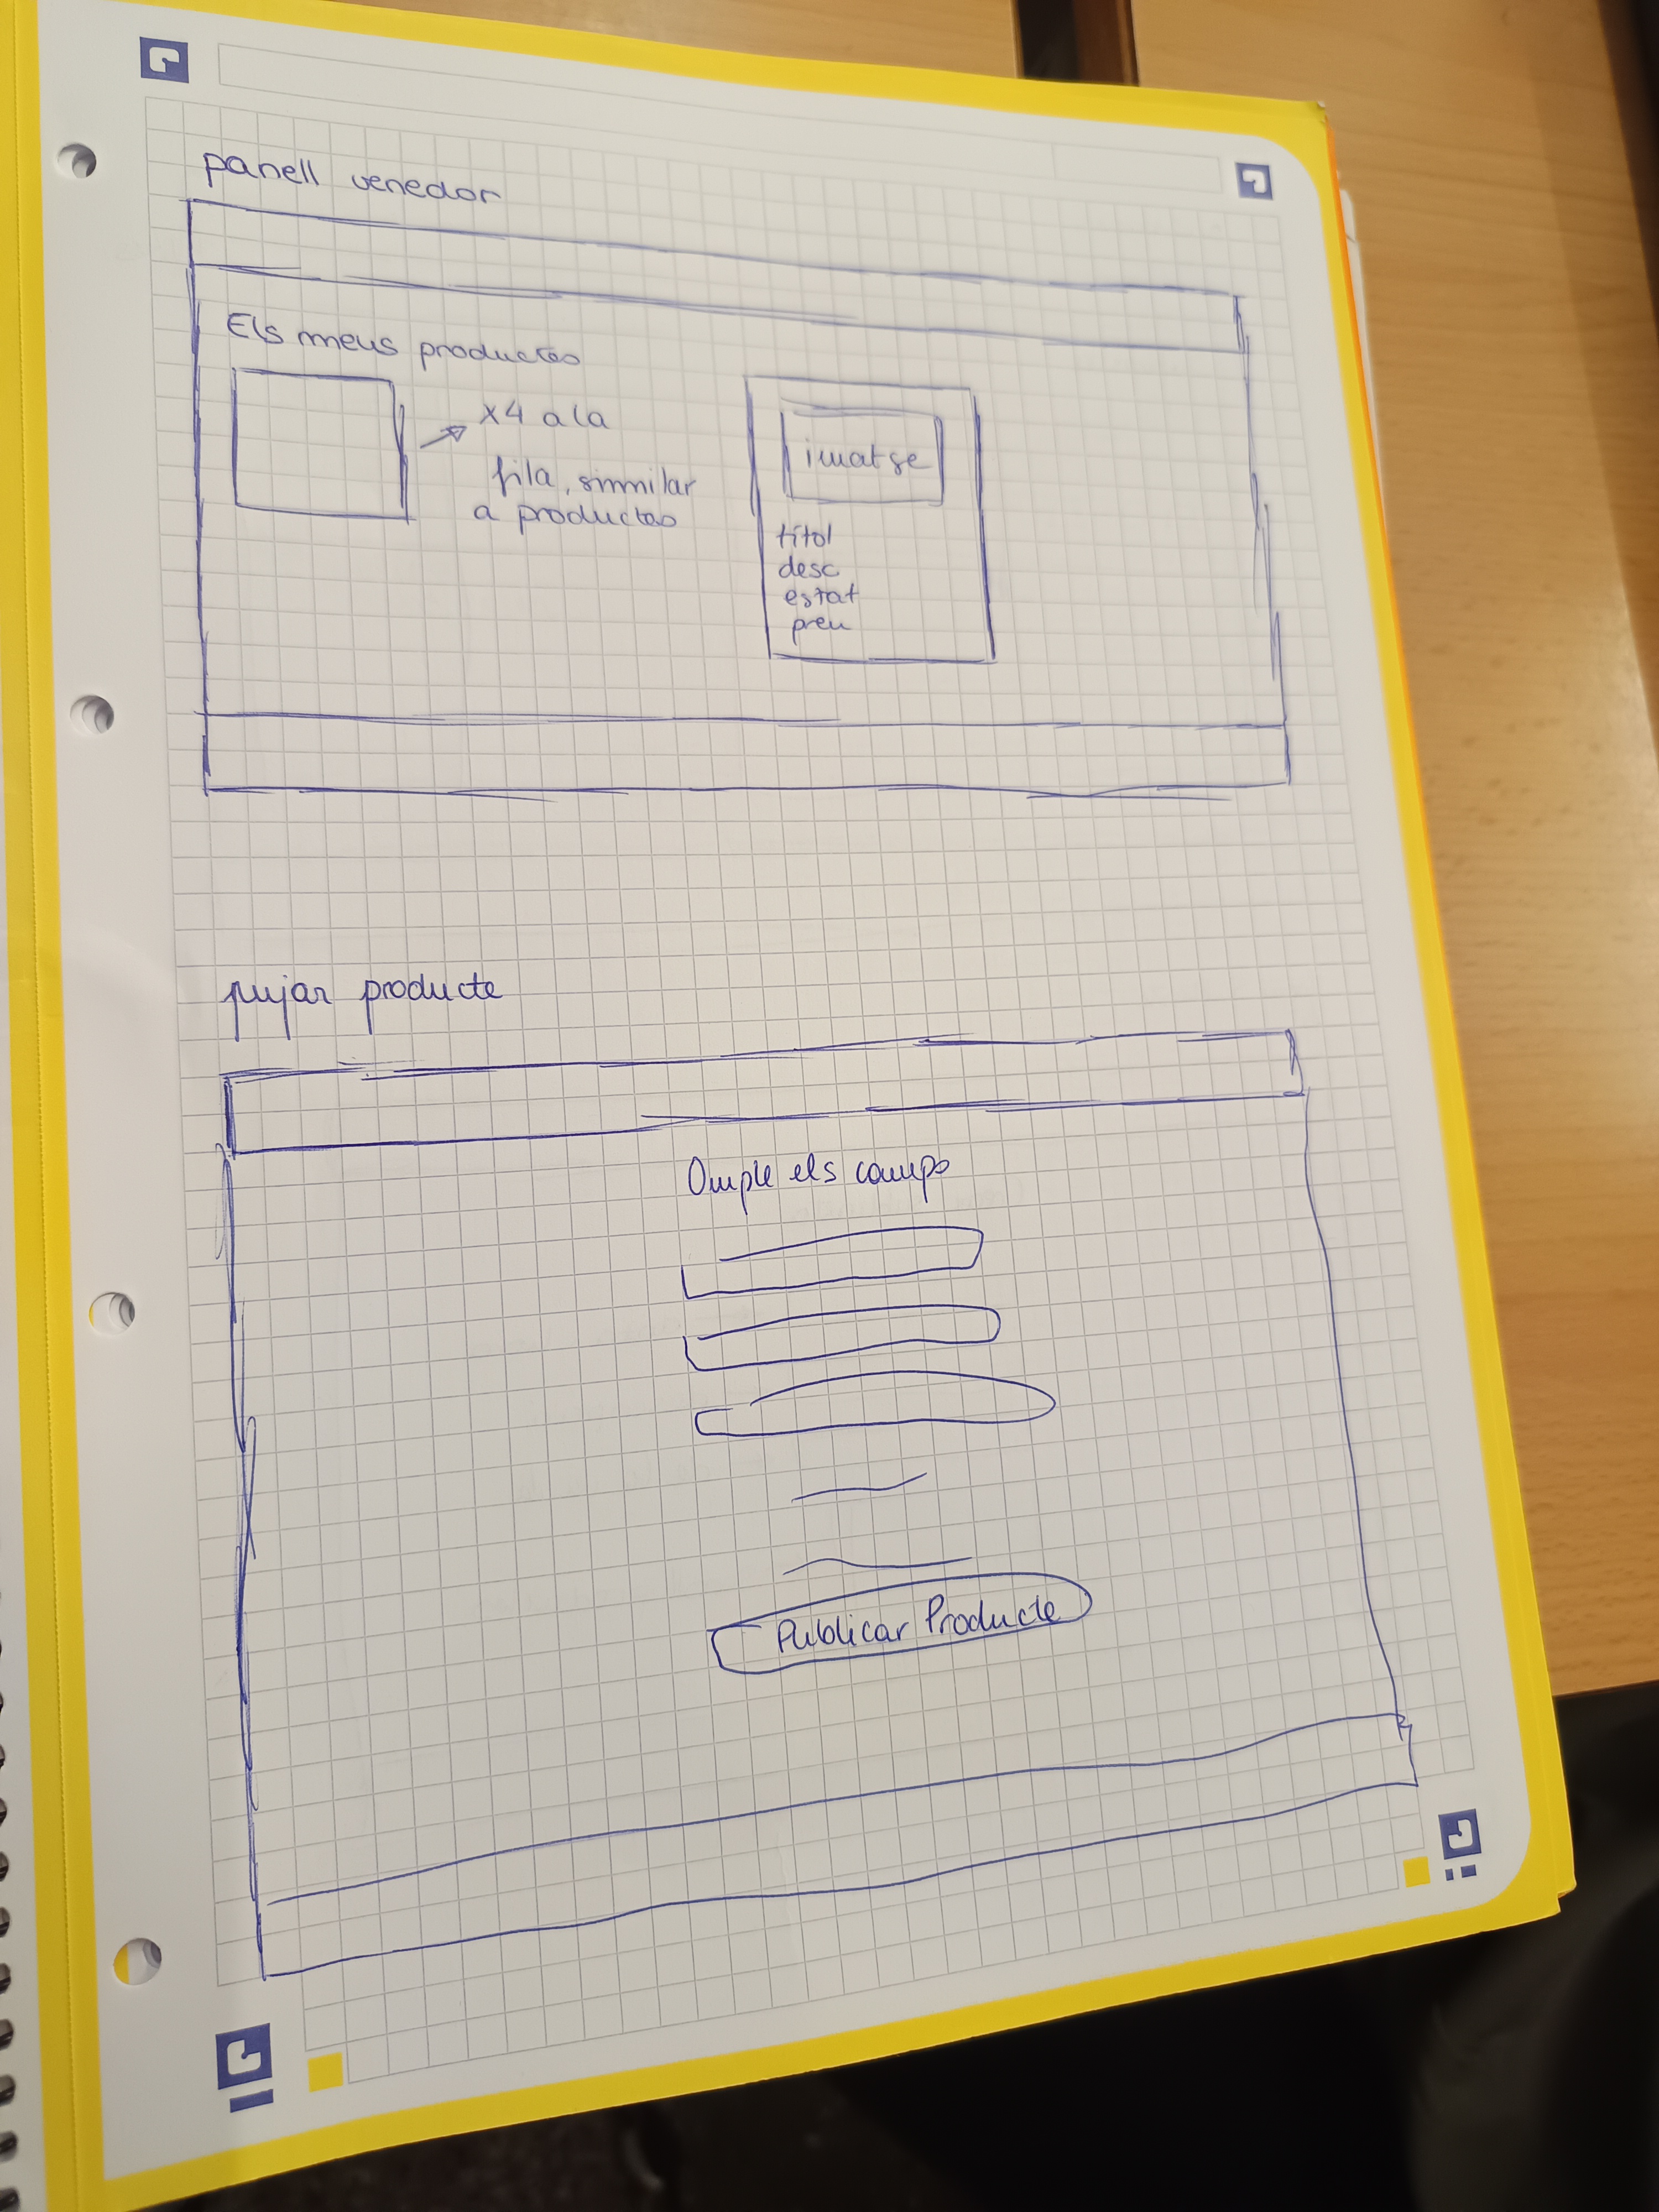 panell venedor
Els meus productes
x4 a la
fila, similar
a productes
imatge
títol
desc
estat
preu
pujar producte
Omple els camps
Publicar Producte